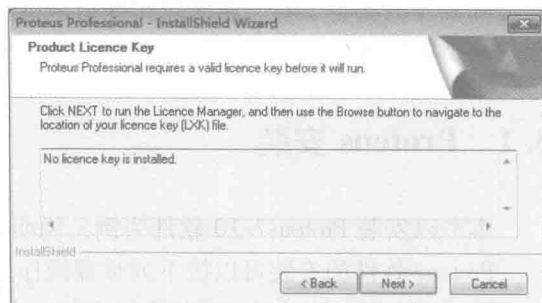 Proteus Professional - InstallShield Wizard
Product Licence Key
Proteus Professional requires a valid licence key before it will run.
Click NEXT to run the Licence Manager, and then use the Browse button to navigate to the
location of your licence key (LXK) file.
No licence key is installed.
InstallShield
< Back
Next >
Cancel